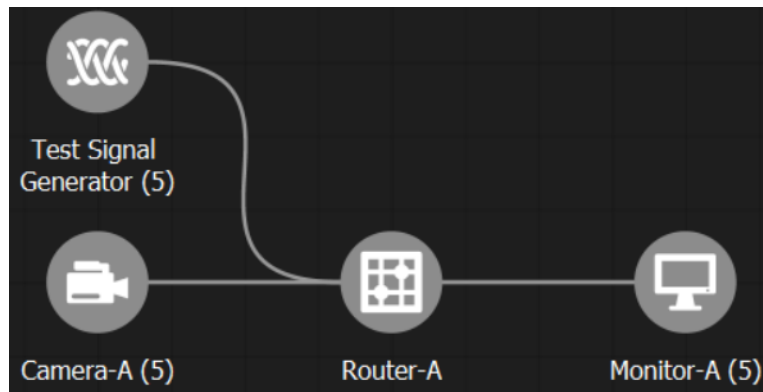 Test Signal
Generator (5)
Camera-A (5)
Router-A
Monitor-A (5)